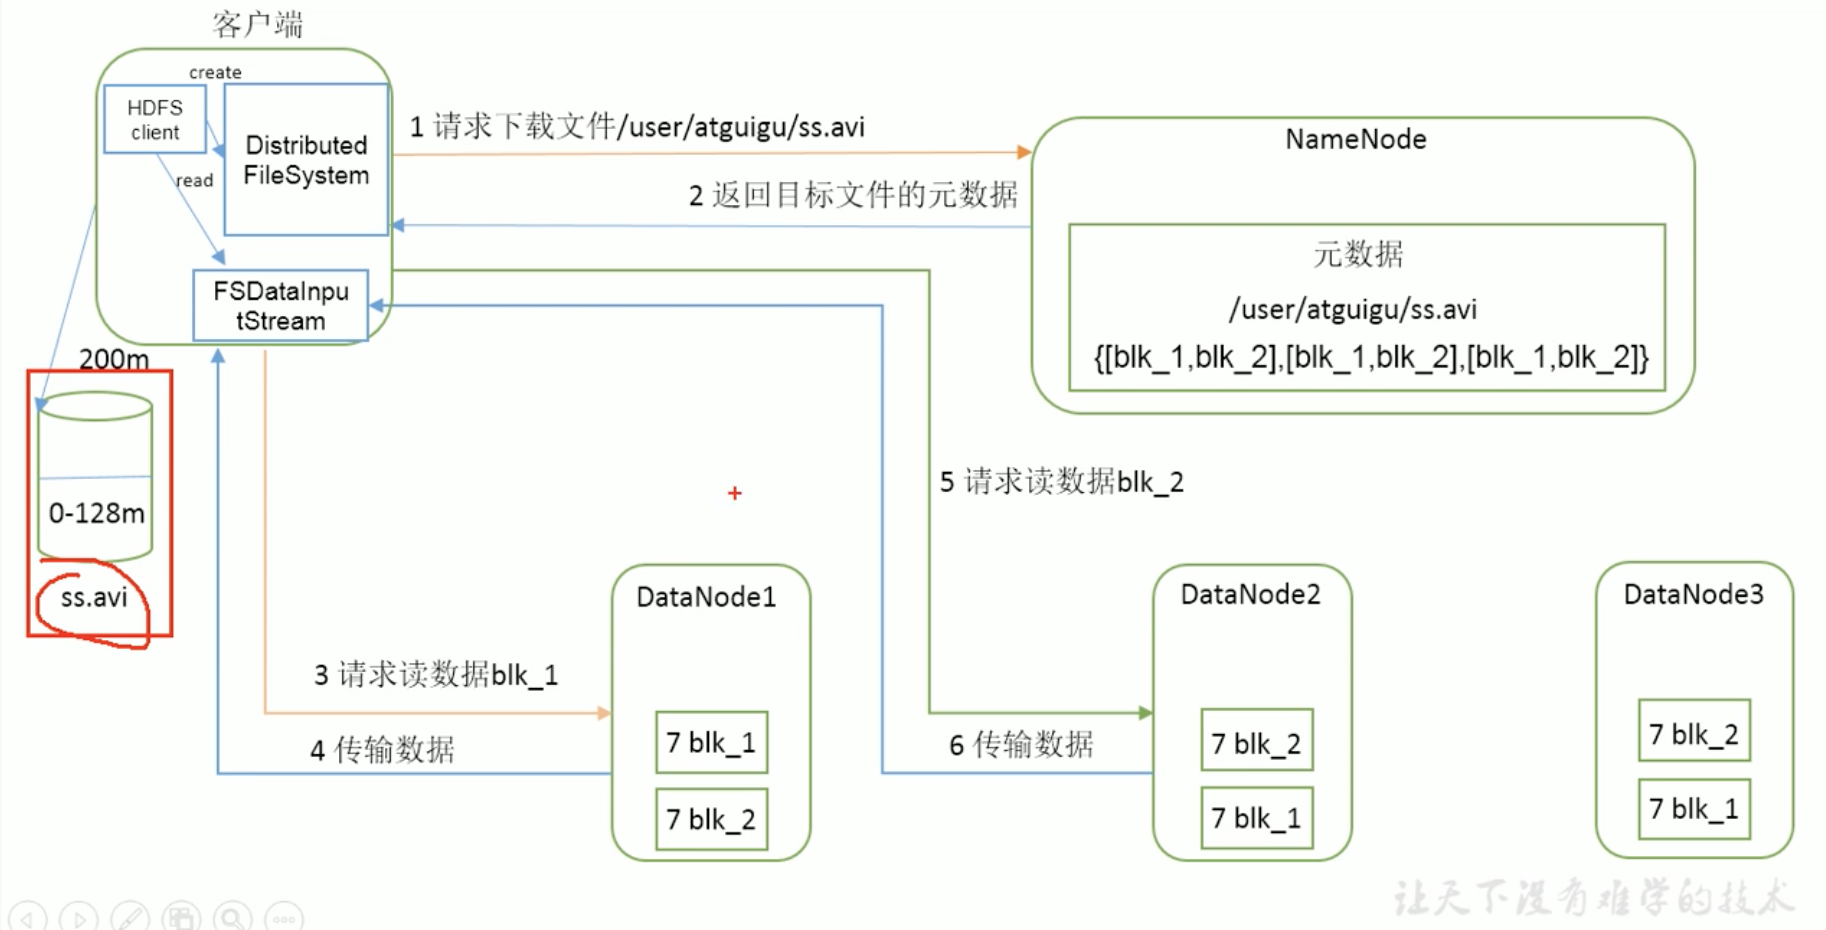 客户端
create
HDFS
client
Distributed
FileSystem
read
FSDataInpu
tStream
1 请求下载文件/user/atguigu/ss.avi
2 返回目标文件的元数据
NameNode
元数据
/user/atguigu/ss.avi
{[blk_1,blk_2],[blk_1,blk_2],[blk_1,blk_2]}
200m
0-128m
ss.avi
5 请求读数据blk_2
3 请求读数据blk_1
4 传输数据
6 传输数据
DataNode1
7 blk_1
7 blk_2
DataNode2
7 blk_2
7 blk_1
DataNode3
7 blk_2
7 blk_1
让天下没有难学的技术